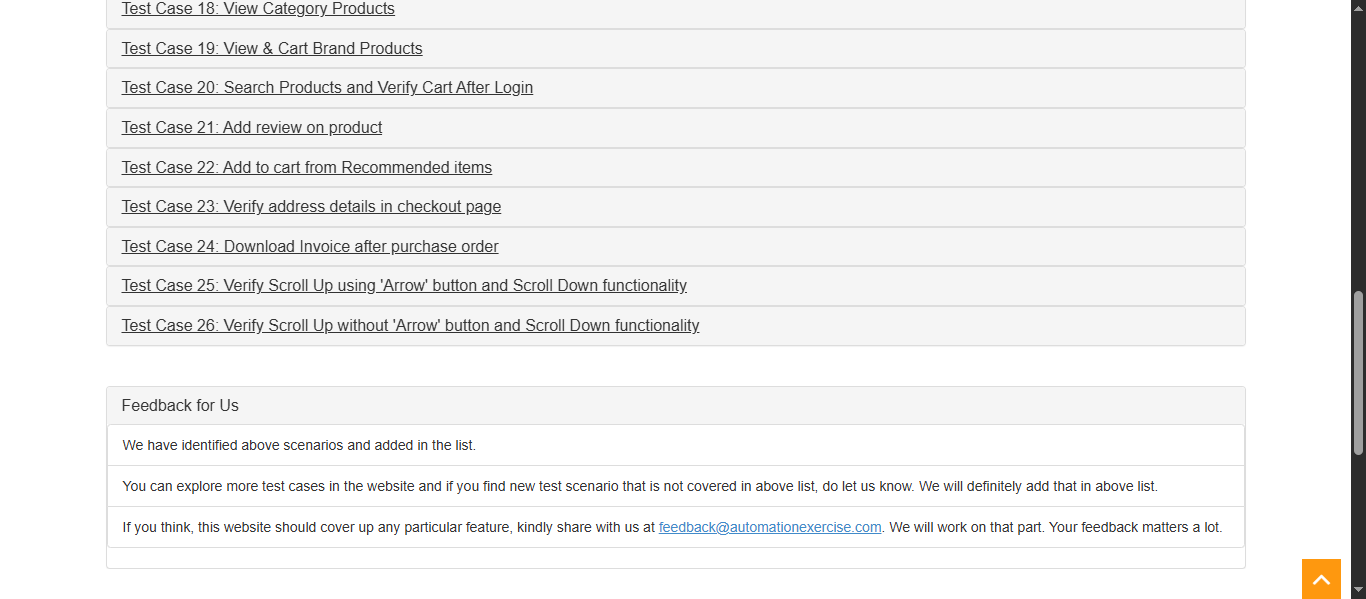 Test Case 18: View Category Products
Test Case 19: View & Cart Brand Products
Test Case 20: Search Products and Verify Cart After Login
Test Case 21: Add review on product
Test Case 22: Add to cart from Recommended items
Test Case 23: Verify address details in checkout page
Test Case 24: Download Invoice after purchase order
Test Case 25: Verify Scroll Up using 'Arrow' button and Scroll Down functionality
Test Case 26: Verify Scroll Up without 'Arrow' button and Scroll Down functionality
Feedback for Us
We have identified above scenarios and added in the list.
You can explore more test cases in the website and if you find new test scenario that is not covered in above list, do let us know. We will definitely add that in above list.
If you think, this website should cover up any particular feature, kindly share with us at feedback@automationexercise.com. We will work on that part. Your feedback matters a lot.